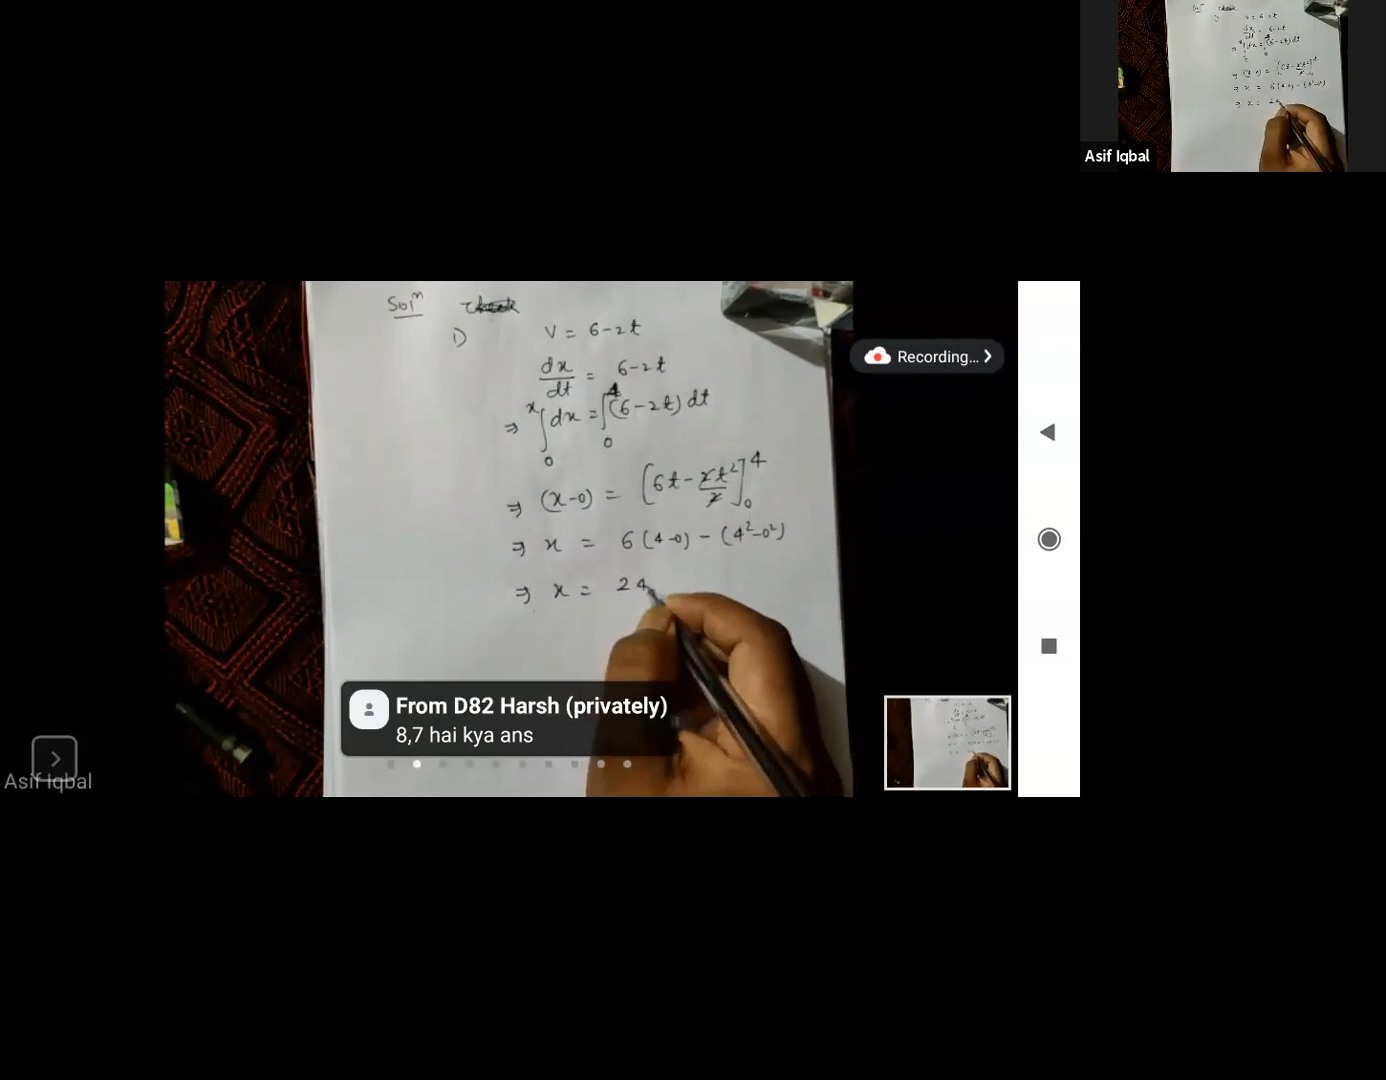 Asif Iqbal
Solⁿ
1) V = 6-2t
dx/dt = 6-2t
⇒ ∫₀ˣ dx = ∫₀⁴ (6-2t) dt
⇒ (x-0) = [6t - 2t²/2]₀⁴
⇒ x = 6(4-0) - (4²-0²)
⇒ x = 24
Recording...
From D82 Harsh (privately)
8,7 hai kya ans
Asif Iqbal